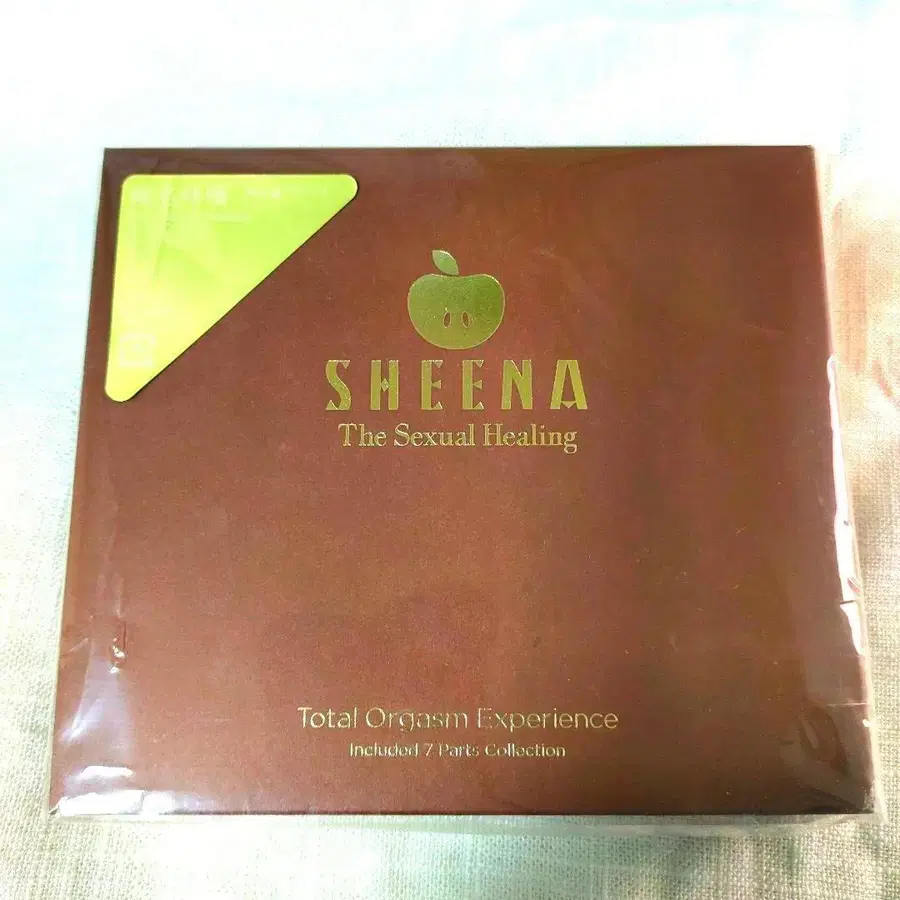 SHEENA
The Sexual Healing
Total Orgasm Experience
Included 7 Parts Collection